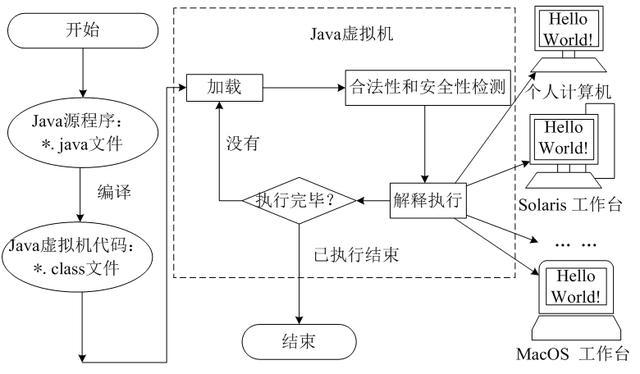 开始
Java源程序：
*. java文件
编译
Java虚拟机代码：
*. class文件
Java虚拟机
加载
合法性和安全性检测
没有
执行完毕？
解释执行
已执行结束
结束
Hello
World!
个人计算机
Hello
World!
Solaris 工作台
... ...
Hello
World!
MacOS 工作台